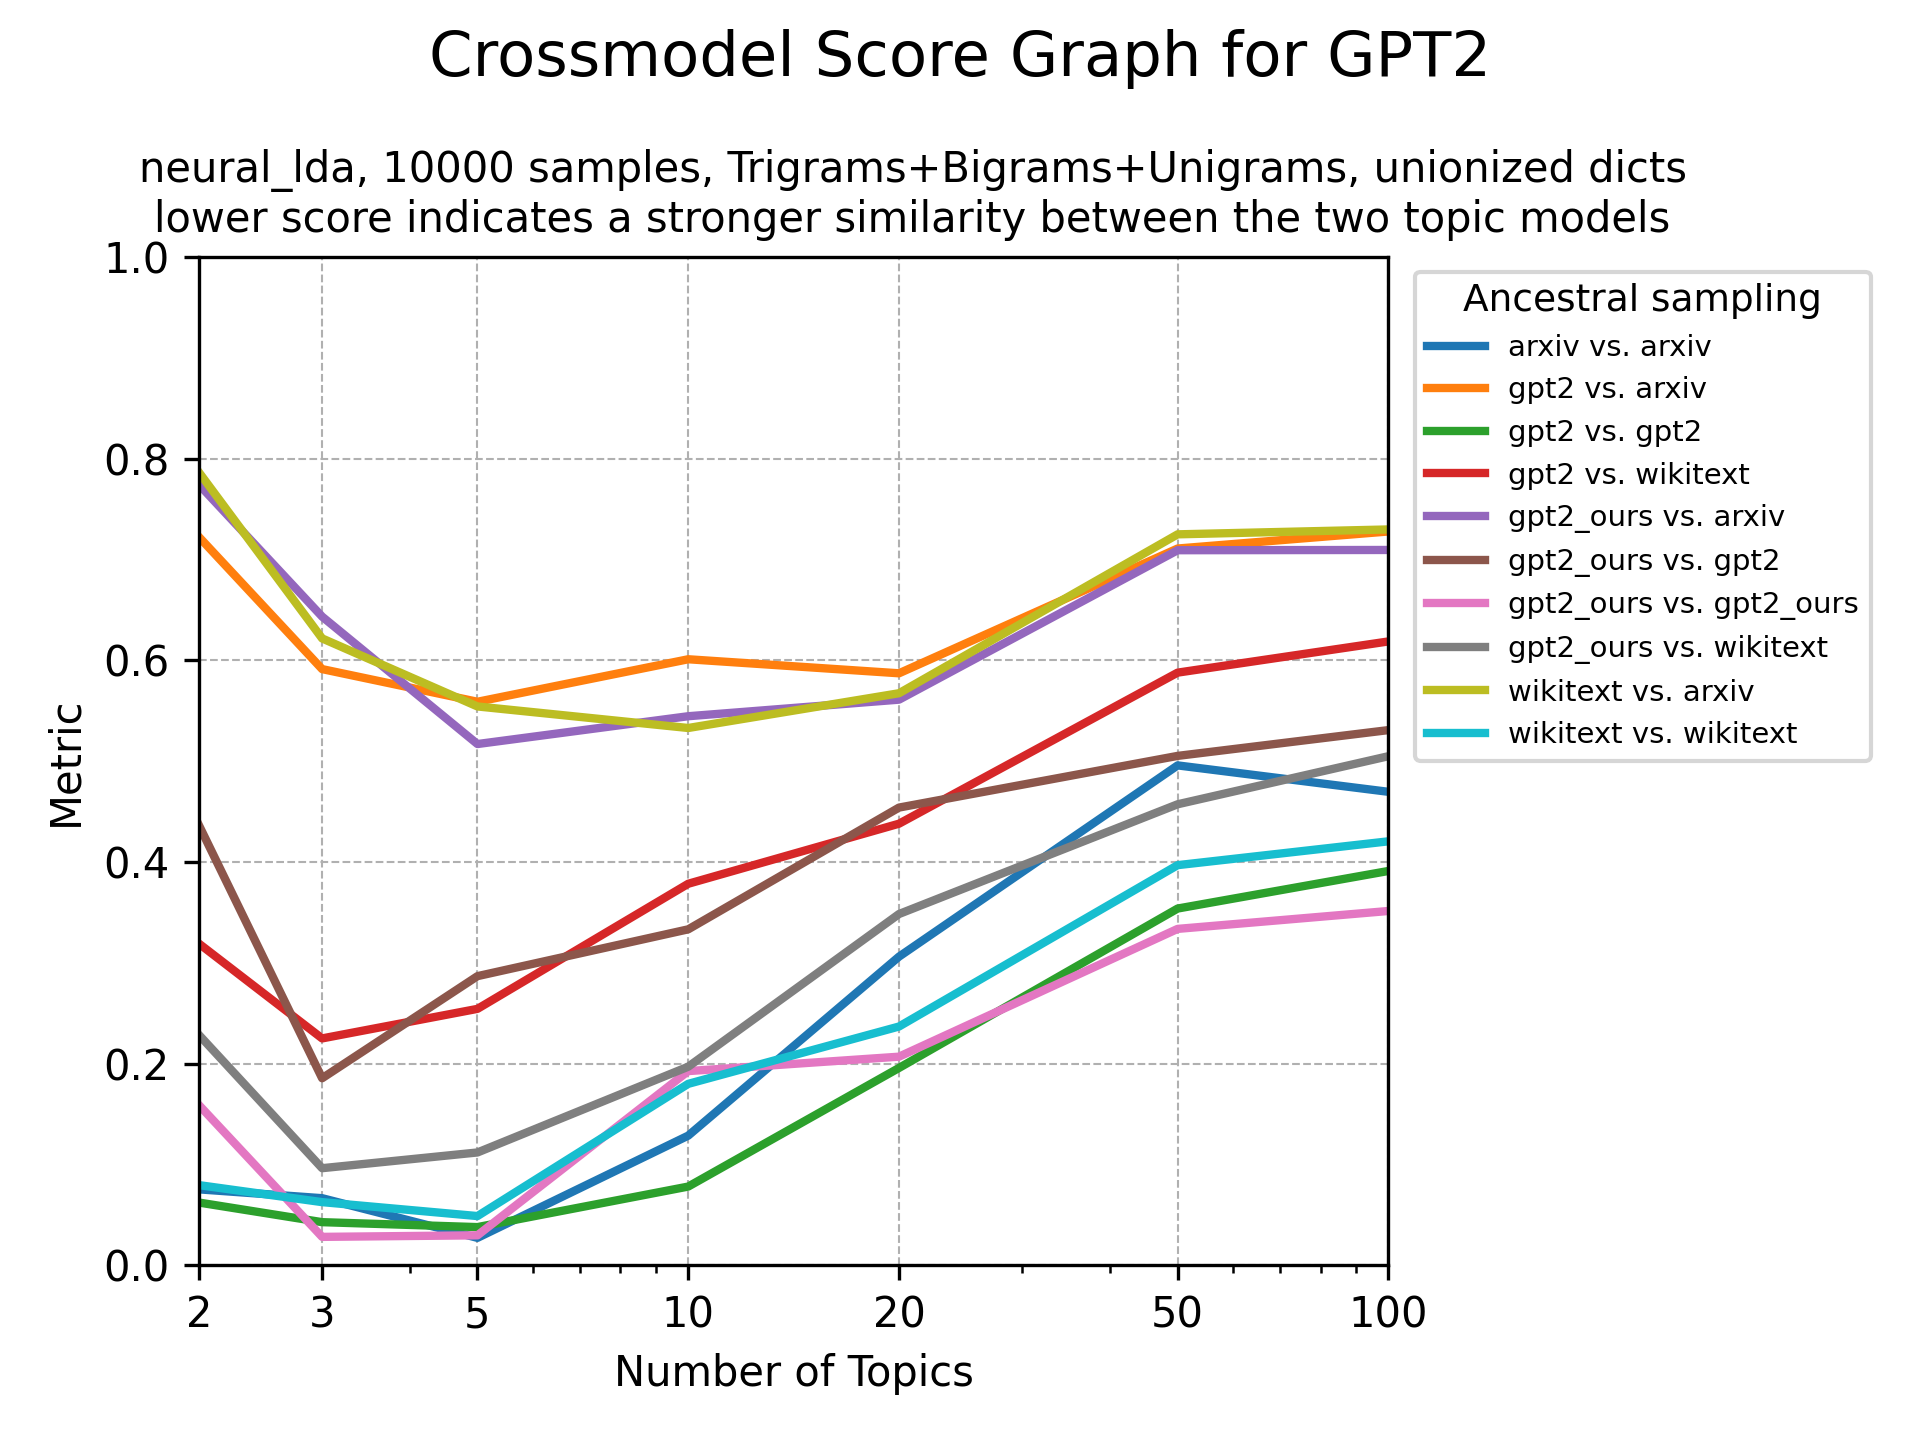 Crossmodel Score Graph for GPT2
neural_lda, 10000 samples, Trigrams+Bigrams+Unigrams, unionized dicts
lower score indicates a stronger similarity between the two topic models
1.0
0.8
0.6
0.4
0.2
0.0
Metric
2 3 5 10 20 50 100
Number of Topics
Ancestral sampling
arxiv vs. arxiv
gpt2 vs. arxiv
gpt2 vs. gpt2
gpt2 vs. wikitext
gpt2_ours vs. arxiv
gpt2_ours vs. gpt2
gpt2_ours vs. gpt2_ours
gpt2_ours vs. wikitext
wikitext vs. arxiv
wikitext vs. wikitext